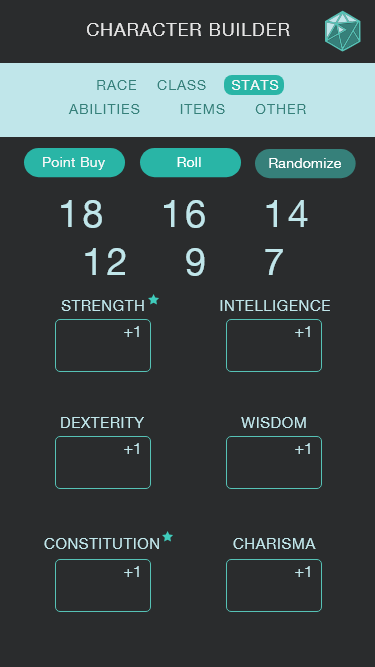 CHARACTER BUILDER
RACE CLASS STATS
ABILITIES ITEMS OTHER
Point Buy Roll Randomize
18 16 14
12 9 7
STRENGTH INTELLIGENCE
+1 +1
DEXTERITY WISDOM
+1 +1
CONSTITUTION CHARISMA
+1 +1